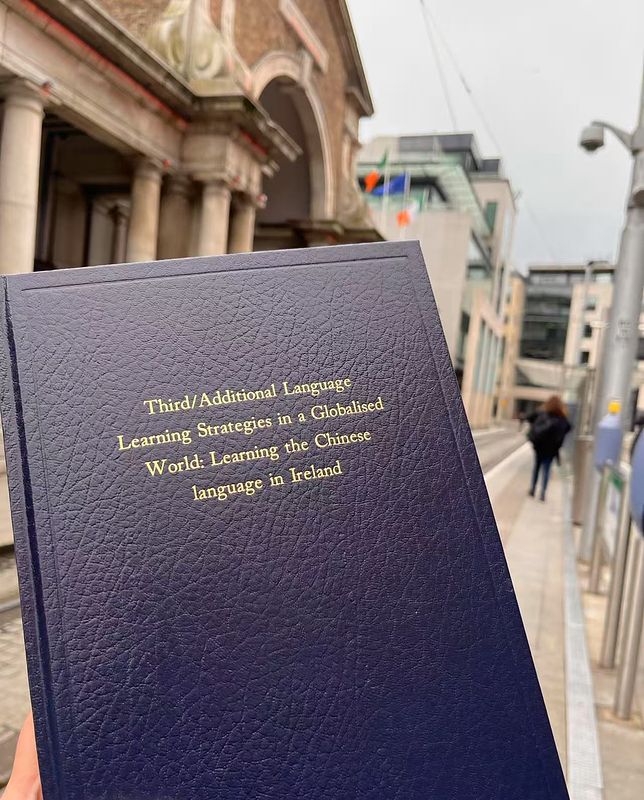 Third/Additional Language
Learning Strategies in a Globalised
World: Learning the Chinese
language in Ireland